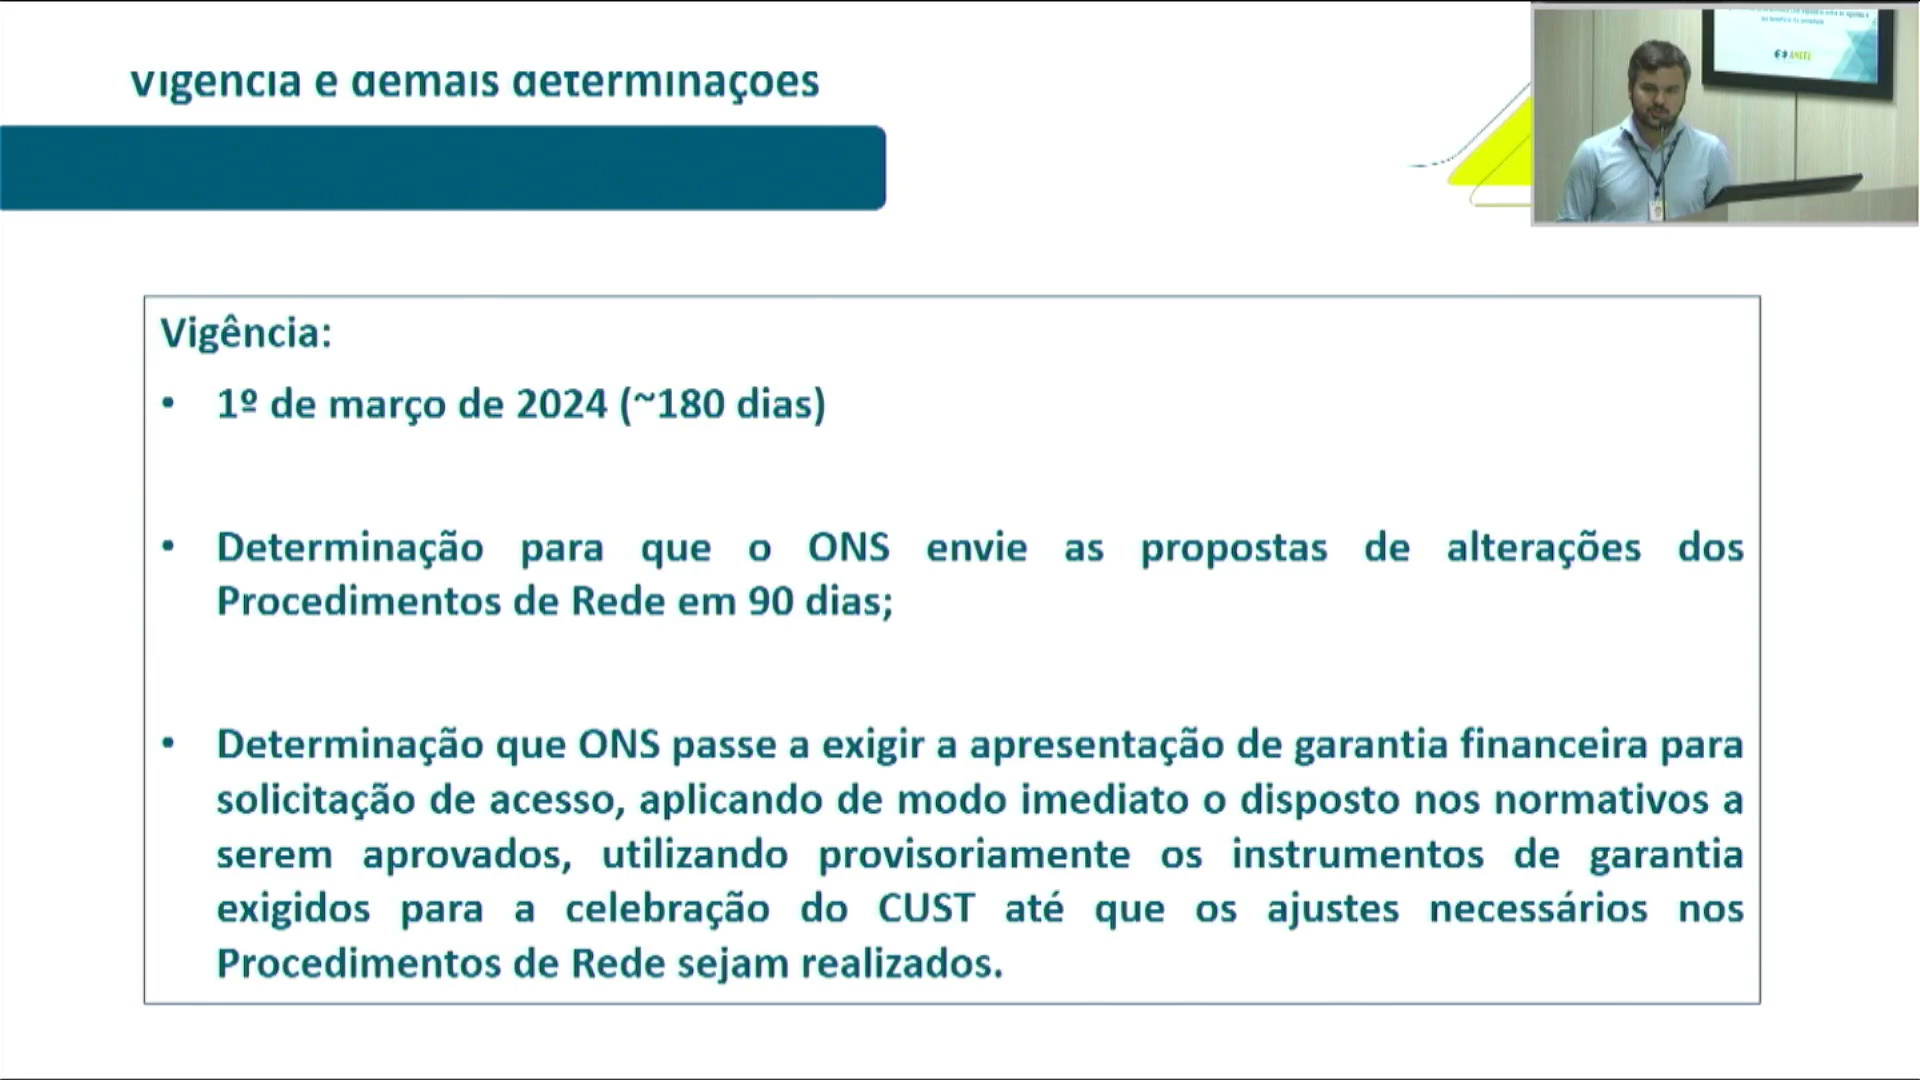 Vigência e demais determinações
Vigência:
• 1º de março de 2024 (~180 dias)
• Determinação para que o ONS envie as propostas de alterações dos
Procedimentos de Rede em 90 dias;
• Determinação que ONS passe a exigir a apresentação de garantia financeira para
solicitação de acesso, aplicando de modo imediato o disposto nos normativos a
serem aprovados, utilizando provisoriamente os instrumentos de garantia
exigidos para a celebração do CUST até que os ajustes necessários nos
Procedimentos de Rede sejam realizados.
ANEEL